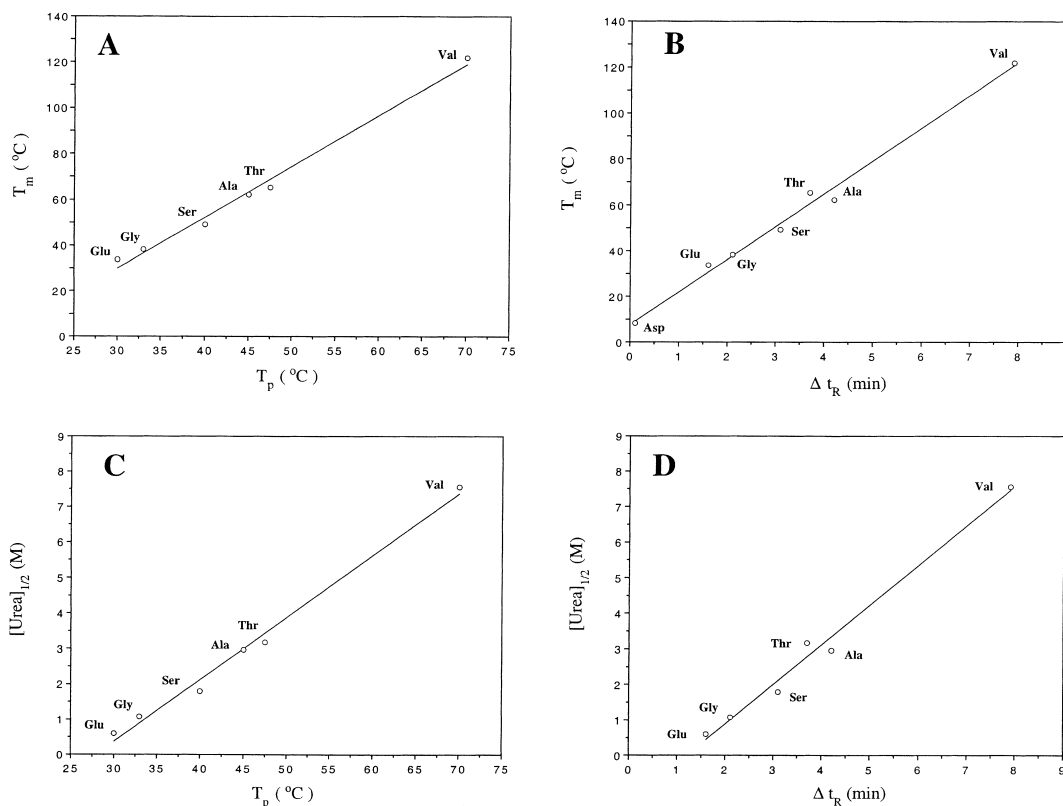 A
140
120
100
80
60
40
20
0
T_m ( °C)
Val
Thr
Ala
Ser
Gly
Glu
25 30 35 40 45 50 55 60 65 70 75
T_p ( °C)
B
140
120
100
80
60
40
20
0
T_m ( °C)
Val
Thr
Ala
Ser
Glu
Gly
Asp
0 1 2 3 4 5 6 7 8 9
Δ t_R (min)
C
9
8
7
6
5
4
3
2
1
0
[Urea]_1/2 (M)
Val
Thr
Ala
Ser
Gly
Glu
25 30 35 40 45 50 55 60 65 70 75
T_p ( °C)
D
9
8
7
6
5
4
3
2
1
0
[Urea]_1/2 (M)
Val
Thr
Ala
Ser
Gly
Glu
0 1 2 3 4 5 6 7 8 9
Δ t_R (min)